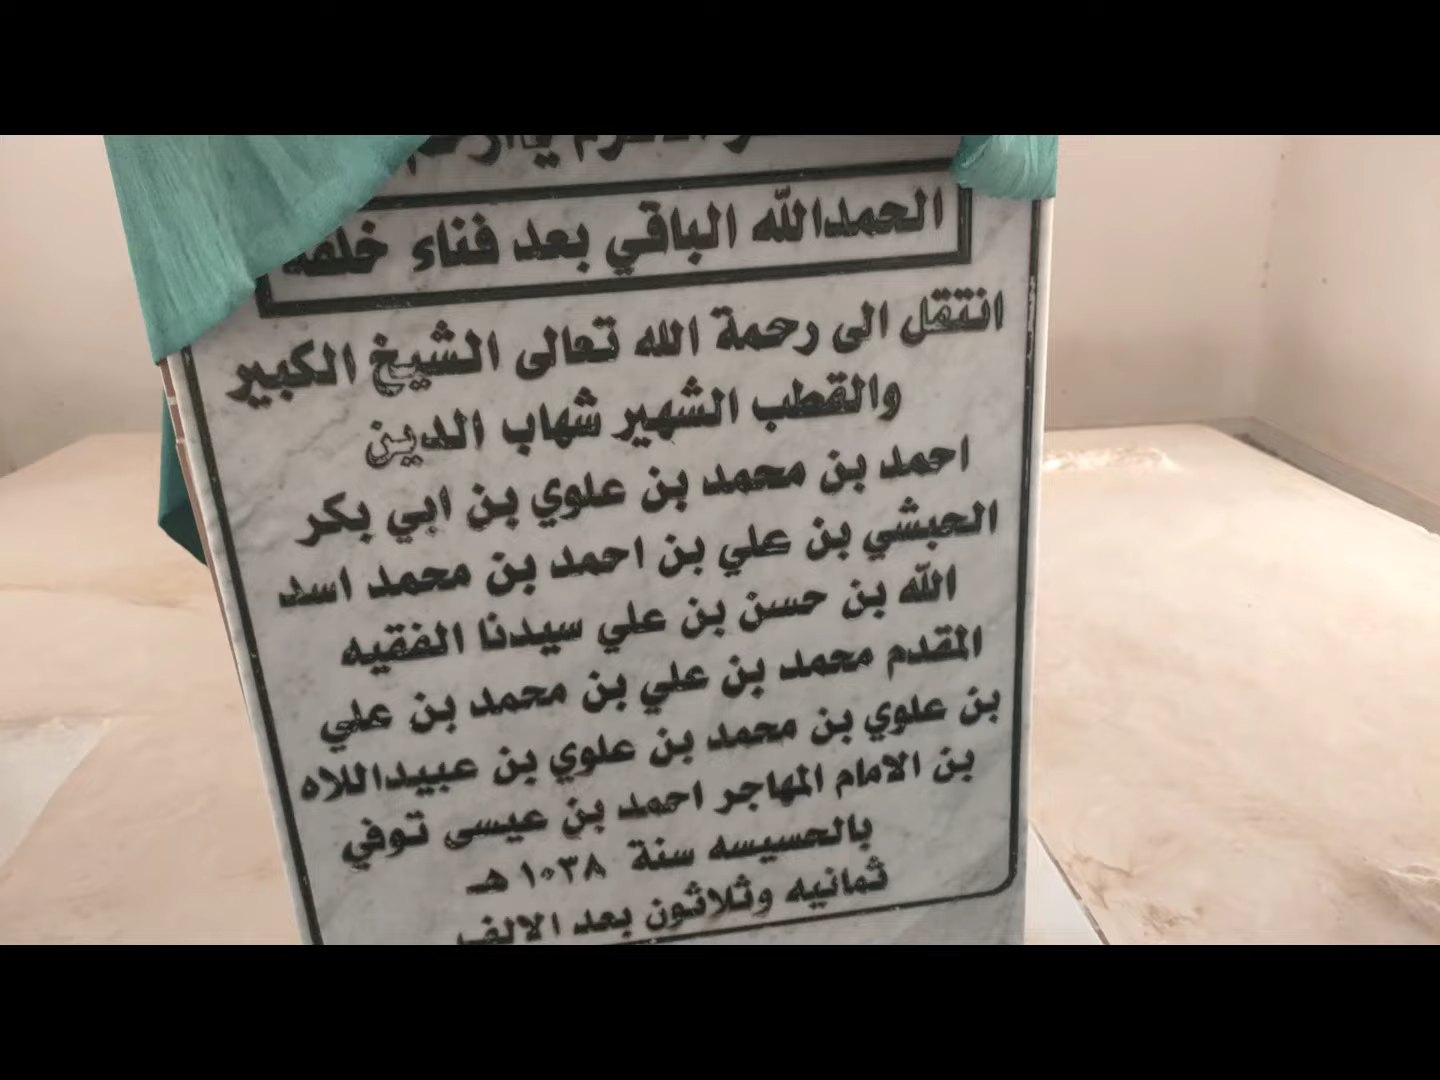 الاكرم ياارحم
الحمدالله الباقي بعد فناء خلقه
انتقل الى رحمة الله تعالى الشيخ الكبير
والقطب الشهير شهاب الدين
احمد بن محمد بن علوي بن ابي بكر
الحبشي بن علي بن احمد بن محمد اسد
الله بن حسن بن علي سيدنا الفقيه
المقدم محمد بن علي بن محمد بن علي
بن علوي بن محمد بن علوي بن عبيداللاه
بن الامام المهاجر احمد بن عيسى توفي
بالحسيسه سنة ١٠٣٨ هـ
ثمانيه وثلاثون بعد الالف